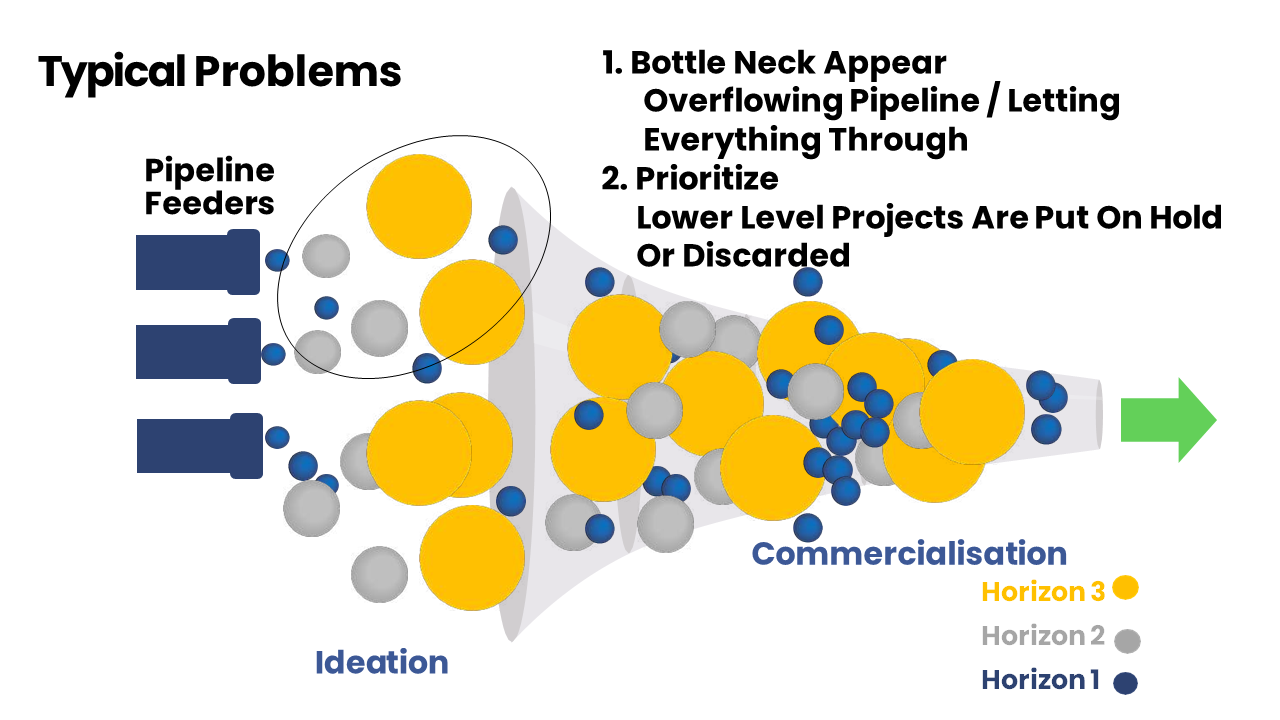 Typical Problems
1. Bottle Neck Appear
Overflowing Pipeline / Letting
Everything Through
2. Prioritize
Lower Level Projects Are Put On Hold
Or Discarded
Pipeline
Feeders
Commercialisation
Ideation
Horizon 3
Horizon 2
Horizon 1